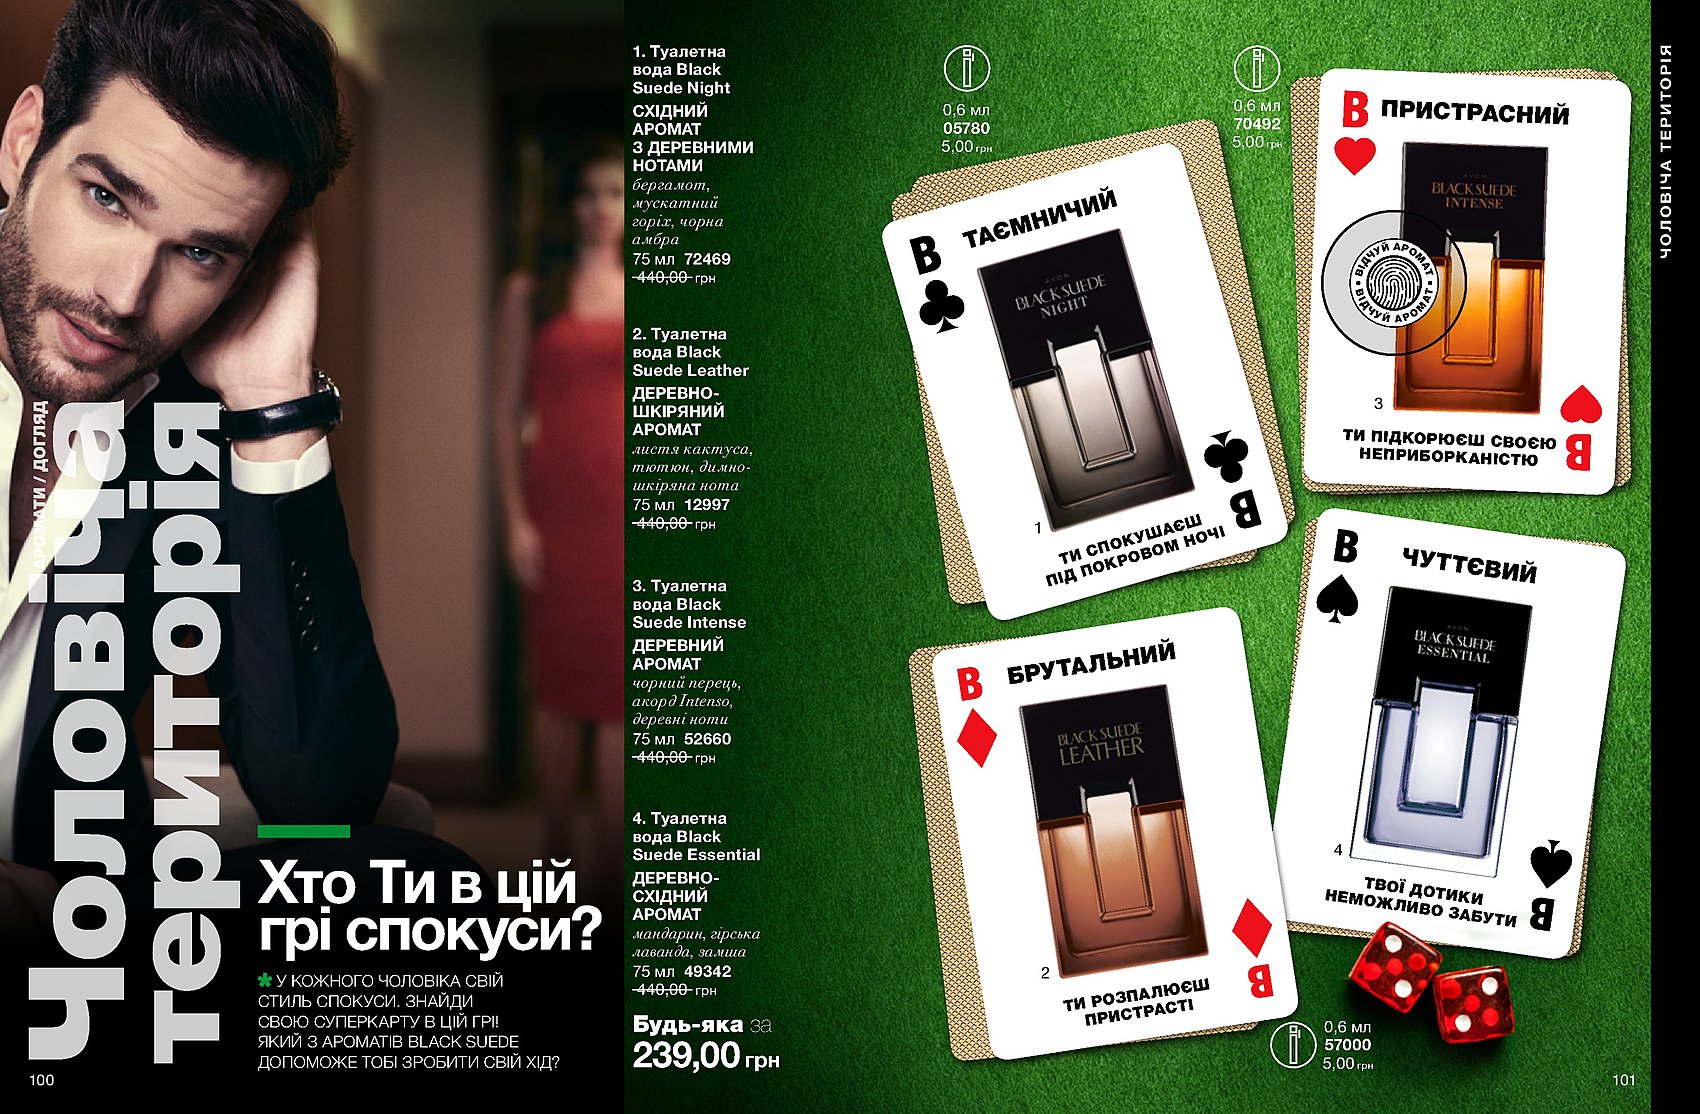 АРОМАТИ / ДОГЛЯД
Чоловіча
територія
Хто Ти в цій
грі спокуси?
* У КОЖНОГО ЧОЛОВІКА СВІЙ
СТИЛЬ СПОКУСИ. ЗНАЙДИ
СВОЮ СУПЕРКАРТУ В ЦІЙ ГРІ!
ЯКИЙ З АРОМАТІВ BLACK SUEDE
ДОПОМОЖЕ ТОБІ ЗРОБИТИ СВІЙ ХІД?
100
1. Туалетна
вода Black
Suede Night
СХІДНИЙ
АРОМАТ
З ДЕРЕВНИМИ
НОТАМИ
бергамот,
мускатний
горіх, чорна
амбра
75 мл 72469
440,00 грн
2. Туалетна
вода Black
Suede Leather
ДЕРЕВНО-
ШКІРЯНИЙ
АРОМАТ
листя кактуса,
тютюн, димно-
шкіряна нота
75 мл 12997
440,00 грн
3. Туалетна
вода Black
Suede Intense
ДЕРЕВНИЙ
АРОМАТ
чорний перець,
акорд Intenso,
деревні ноти
75 мл 52660
440,00 грн
4. Туалетна
вода Black
Suede Essential
ДЕРЕВНО-
СХІДНИЙ
АРОМАТ
мандарин, гірська
лаванда, замша
75 мл 49342
440,00 грн
Будь-яка за
239,00 грн
0,6 мл
05780
5,00 грн
0,6 мл
70492
5,00 грн
B
ТАЄМНИЧИЙ
AVON
BLACK SUEDE
NIGHT
1
ТИ СПОКУШАЄШ
ПІД ПОКРОВОМ НОЧІ
B
B
ПРИСТРАСНИЙ
AVON
BLACK SUEDE
INTENSE
ВІДЧУЙ АРОМАТ • ВІДЧУЙ АРОМАТ •
3
ТИ ПІДКОРЮЄШ СВОЄЮ
НЕПРИБОРКАНІСТЮ
B
B
БРУТАЛЬНИЙ
BLACK SUEDE
LEATHER
2
ТИ РОЗПАЛЮЄШ
ПРИСТРАСТІ
B
B
ЧУТТЄВИЙ
AVON
BLACK SUEDE
ESSENTIAL
4
ТВОЇ ДОТИКИ
НЕМОЖЛИВО ЗАБУТИ
B
0,6 мл
57000
5,00 грн
ЧОЛОВІЧА ТЕРИТОРІЯ
101